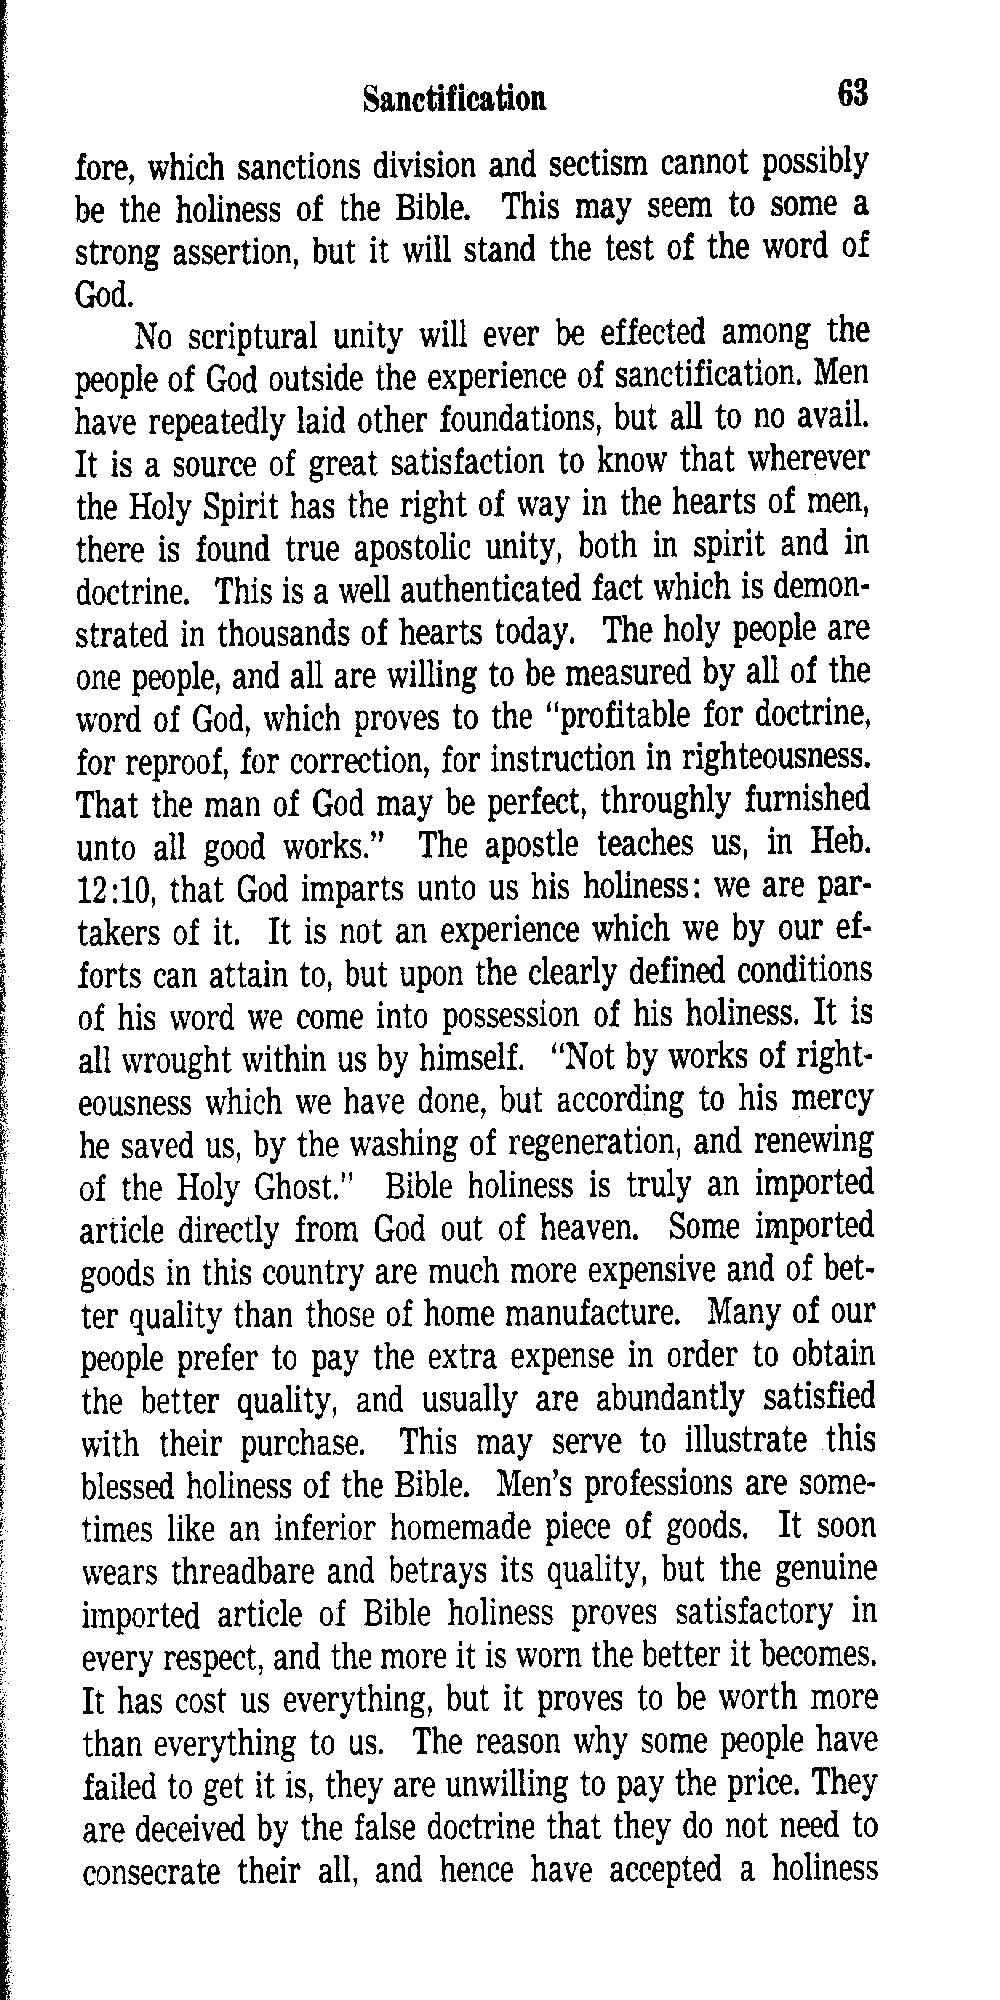 Sanctification 63
fore, which sanctions division and sectism cannot possibly
be the holiness of the Bible. This may seem to some a
strong assertion, but it will stand the test of the word of
God.
No scriptural unity will ever be effected among the
people of God outside the experience of sanctification. Men
have repeatedly laid other foundations, but all to no avail.
It is a source of great satisfaction to know that wherever
the Holy Spirit has the right of way in the hearts of men,
there is found true apostolic unity, both in spirit and in
doctrine. This is a well authenticated fact which is demon-
strated in thousands of hearts today. The holy people are
one people, and all are willing to be measured by all of the
word of God, which proves to the "profitable for doctrine,
for reproof, for correction, for instruction in righteousness.
That the man of God may be perfect, throughly furnished
unto all good works." The apostle teaches us, in Heb.
12:10, that God imparts unto us his holiness: we are par-
takers of it. It is not an experience which we by our ef-
forts can attain to, but upon the clearly defined conditions
of his word we come into possession of his holiness. It is
all wrought within us by himself. "Not by works of right-
eousness which we have done, but according to his mercy
he saved us, by the washing of regeneration, and renewing
of the Holy Ghost." Bible holiness is truly an imported
article directly from God out of heaven. Some imported
goods in this country are much more expensive and of bet-
ter quality than those of home manufacture. Many of our
people prefer to pay the extra expense in order to obtain
the better quality, and usually are abundantly satisfied
with their purchase. This may serve to illustrate this
blessed holiness of the Bible. Men's professions are some-
times like an inferior homemade piece of goods. It soon
wears threadbare and betrays its quality, but the genuine
imported article of Bible holiness proves satisfactory in
every respect, and the more it is worn the better it becomes.
It has cost us everything, but it proves to be worth more
than everything to us. The reason why some people have
failed to get it is, they are unwilling to pay the price. They
are deceived by the false doctrine that they do not need to
consecrate their all, and hence have accepted a holiness